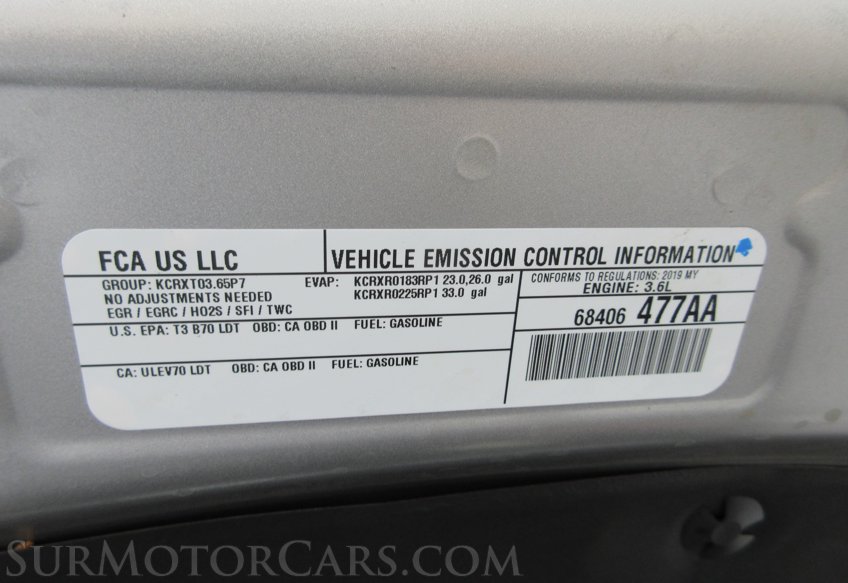 FCA US LLC
VEHICLE EMISSION CONTROL INFORMATION
GROUP: KCRXT03.65P7
EVAP: KCRXR0183RP1 23.0,26.0 gal
KCRXR0225RP1 33.0 gal
NO ADJUSTMENTS NEEDED
EGR / EGRC / HO2S / SFI / TWC
CONFORMS TO REGULATIONS: 2019 MY
ENGINE: 3.6L
U.S. EPA: T3 B70 LDT OBD: CA OBD II FUEL: GASOLINE
68406 477AA
CA: ULEV70 LDT OBD: CA OBD II FUEL: GASOLINE
SurMotorCars.com